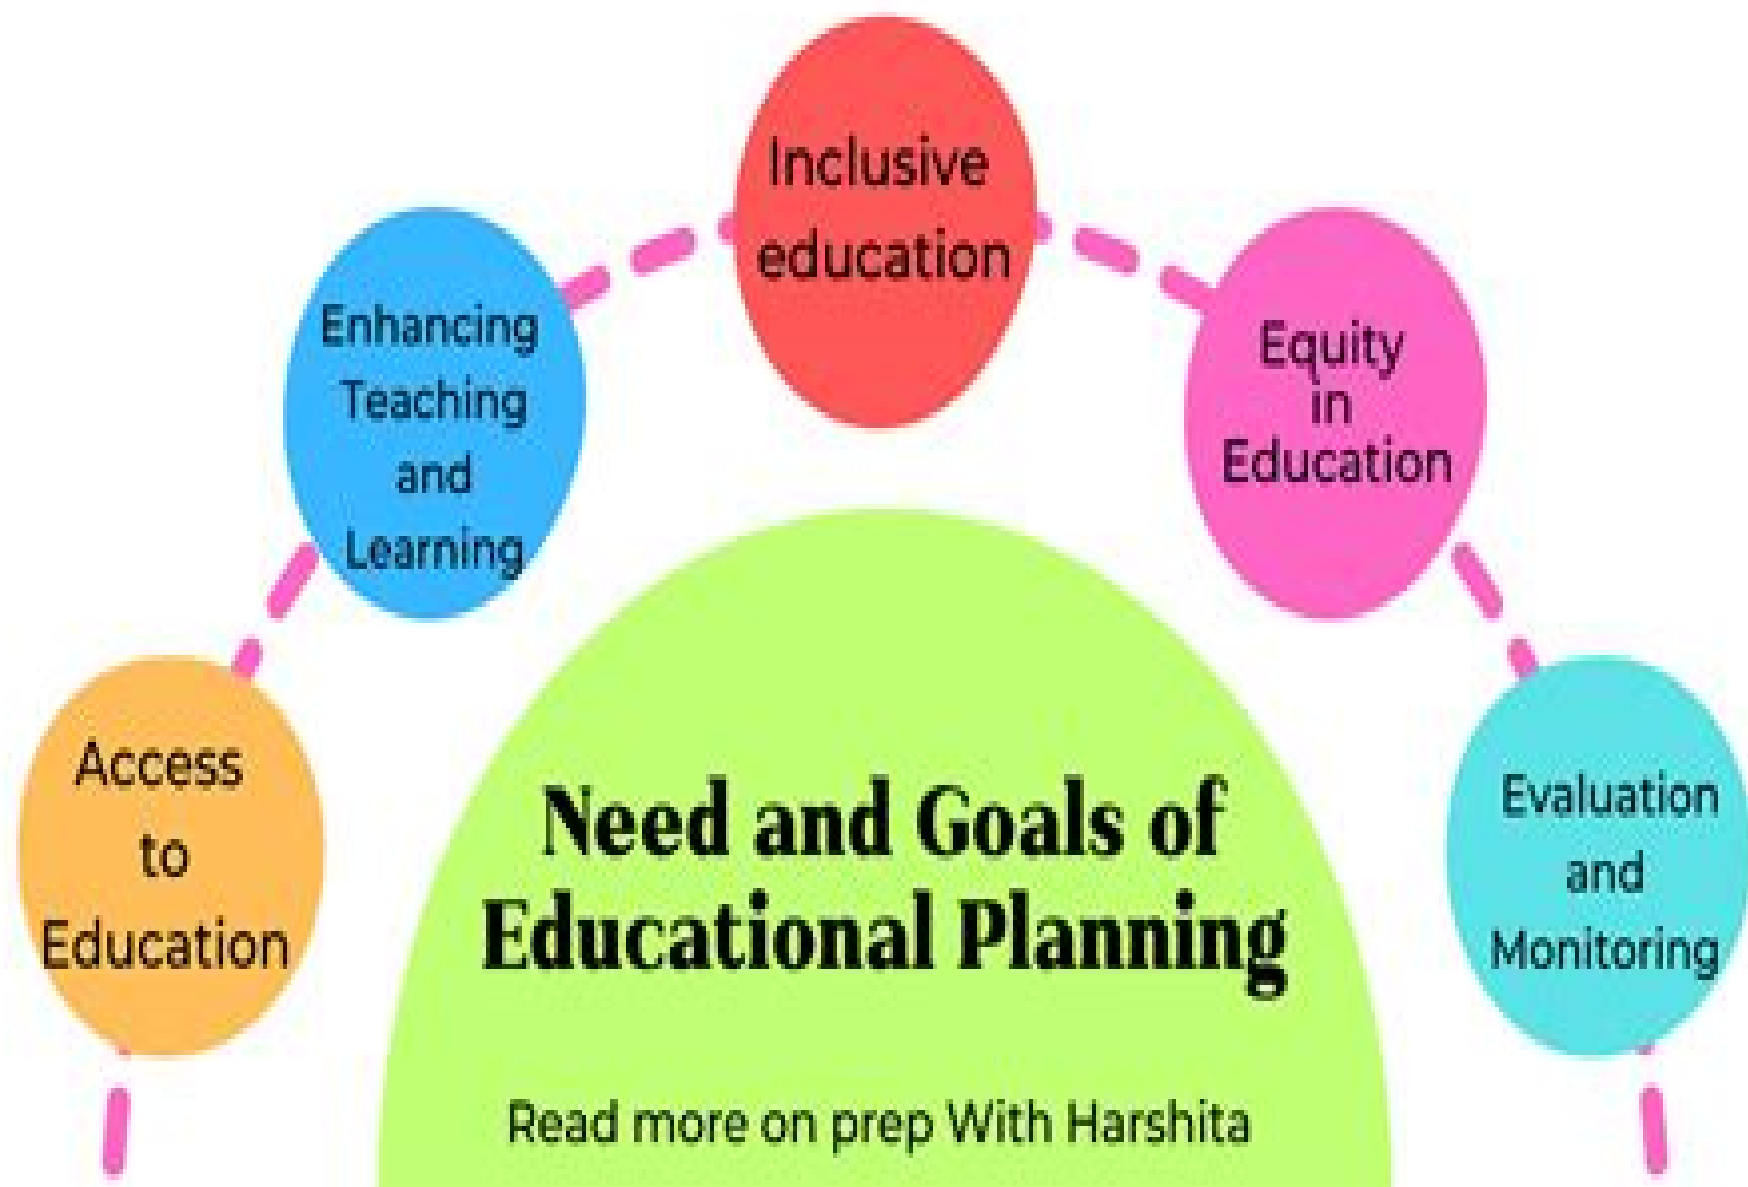 Inclusive
education
Enhancing
Teaching
and
Learning
Equity
in
Education
Access
to
Education
Evaluation
and
Monitoring
Need and Goals of
Educational Planning
Read more on prep With Harshita